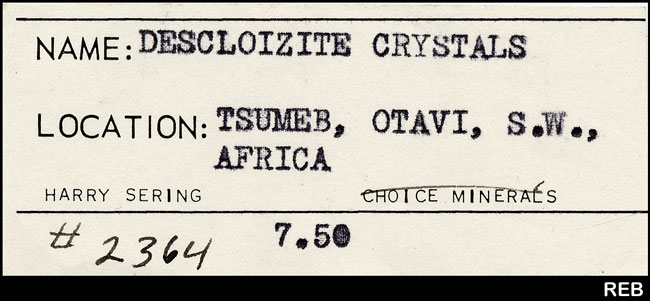 NAME: DESCLOIZITE CRYSTALS
LOCATION: TSUMEB, OTAVI, S.W.,
AFRICA
HARRY SERING CHOICE MINERALS
# 2364 7.50
REB